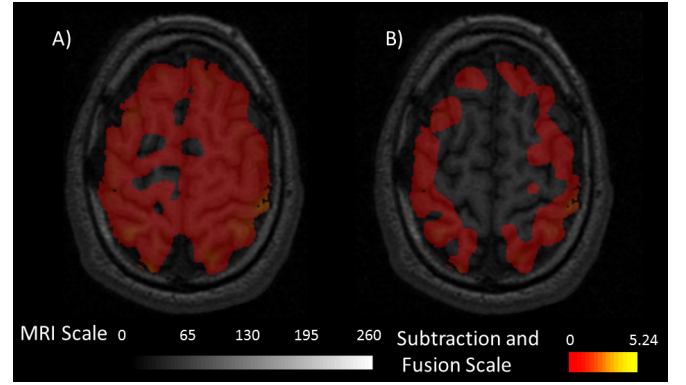 A)
B)
MRI Scale 0 65 130 195 260
Subtraction and 0 5.24
Fusion Scale